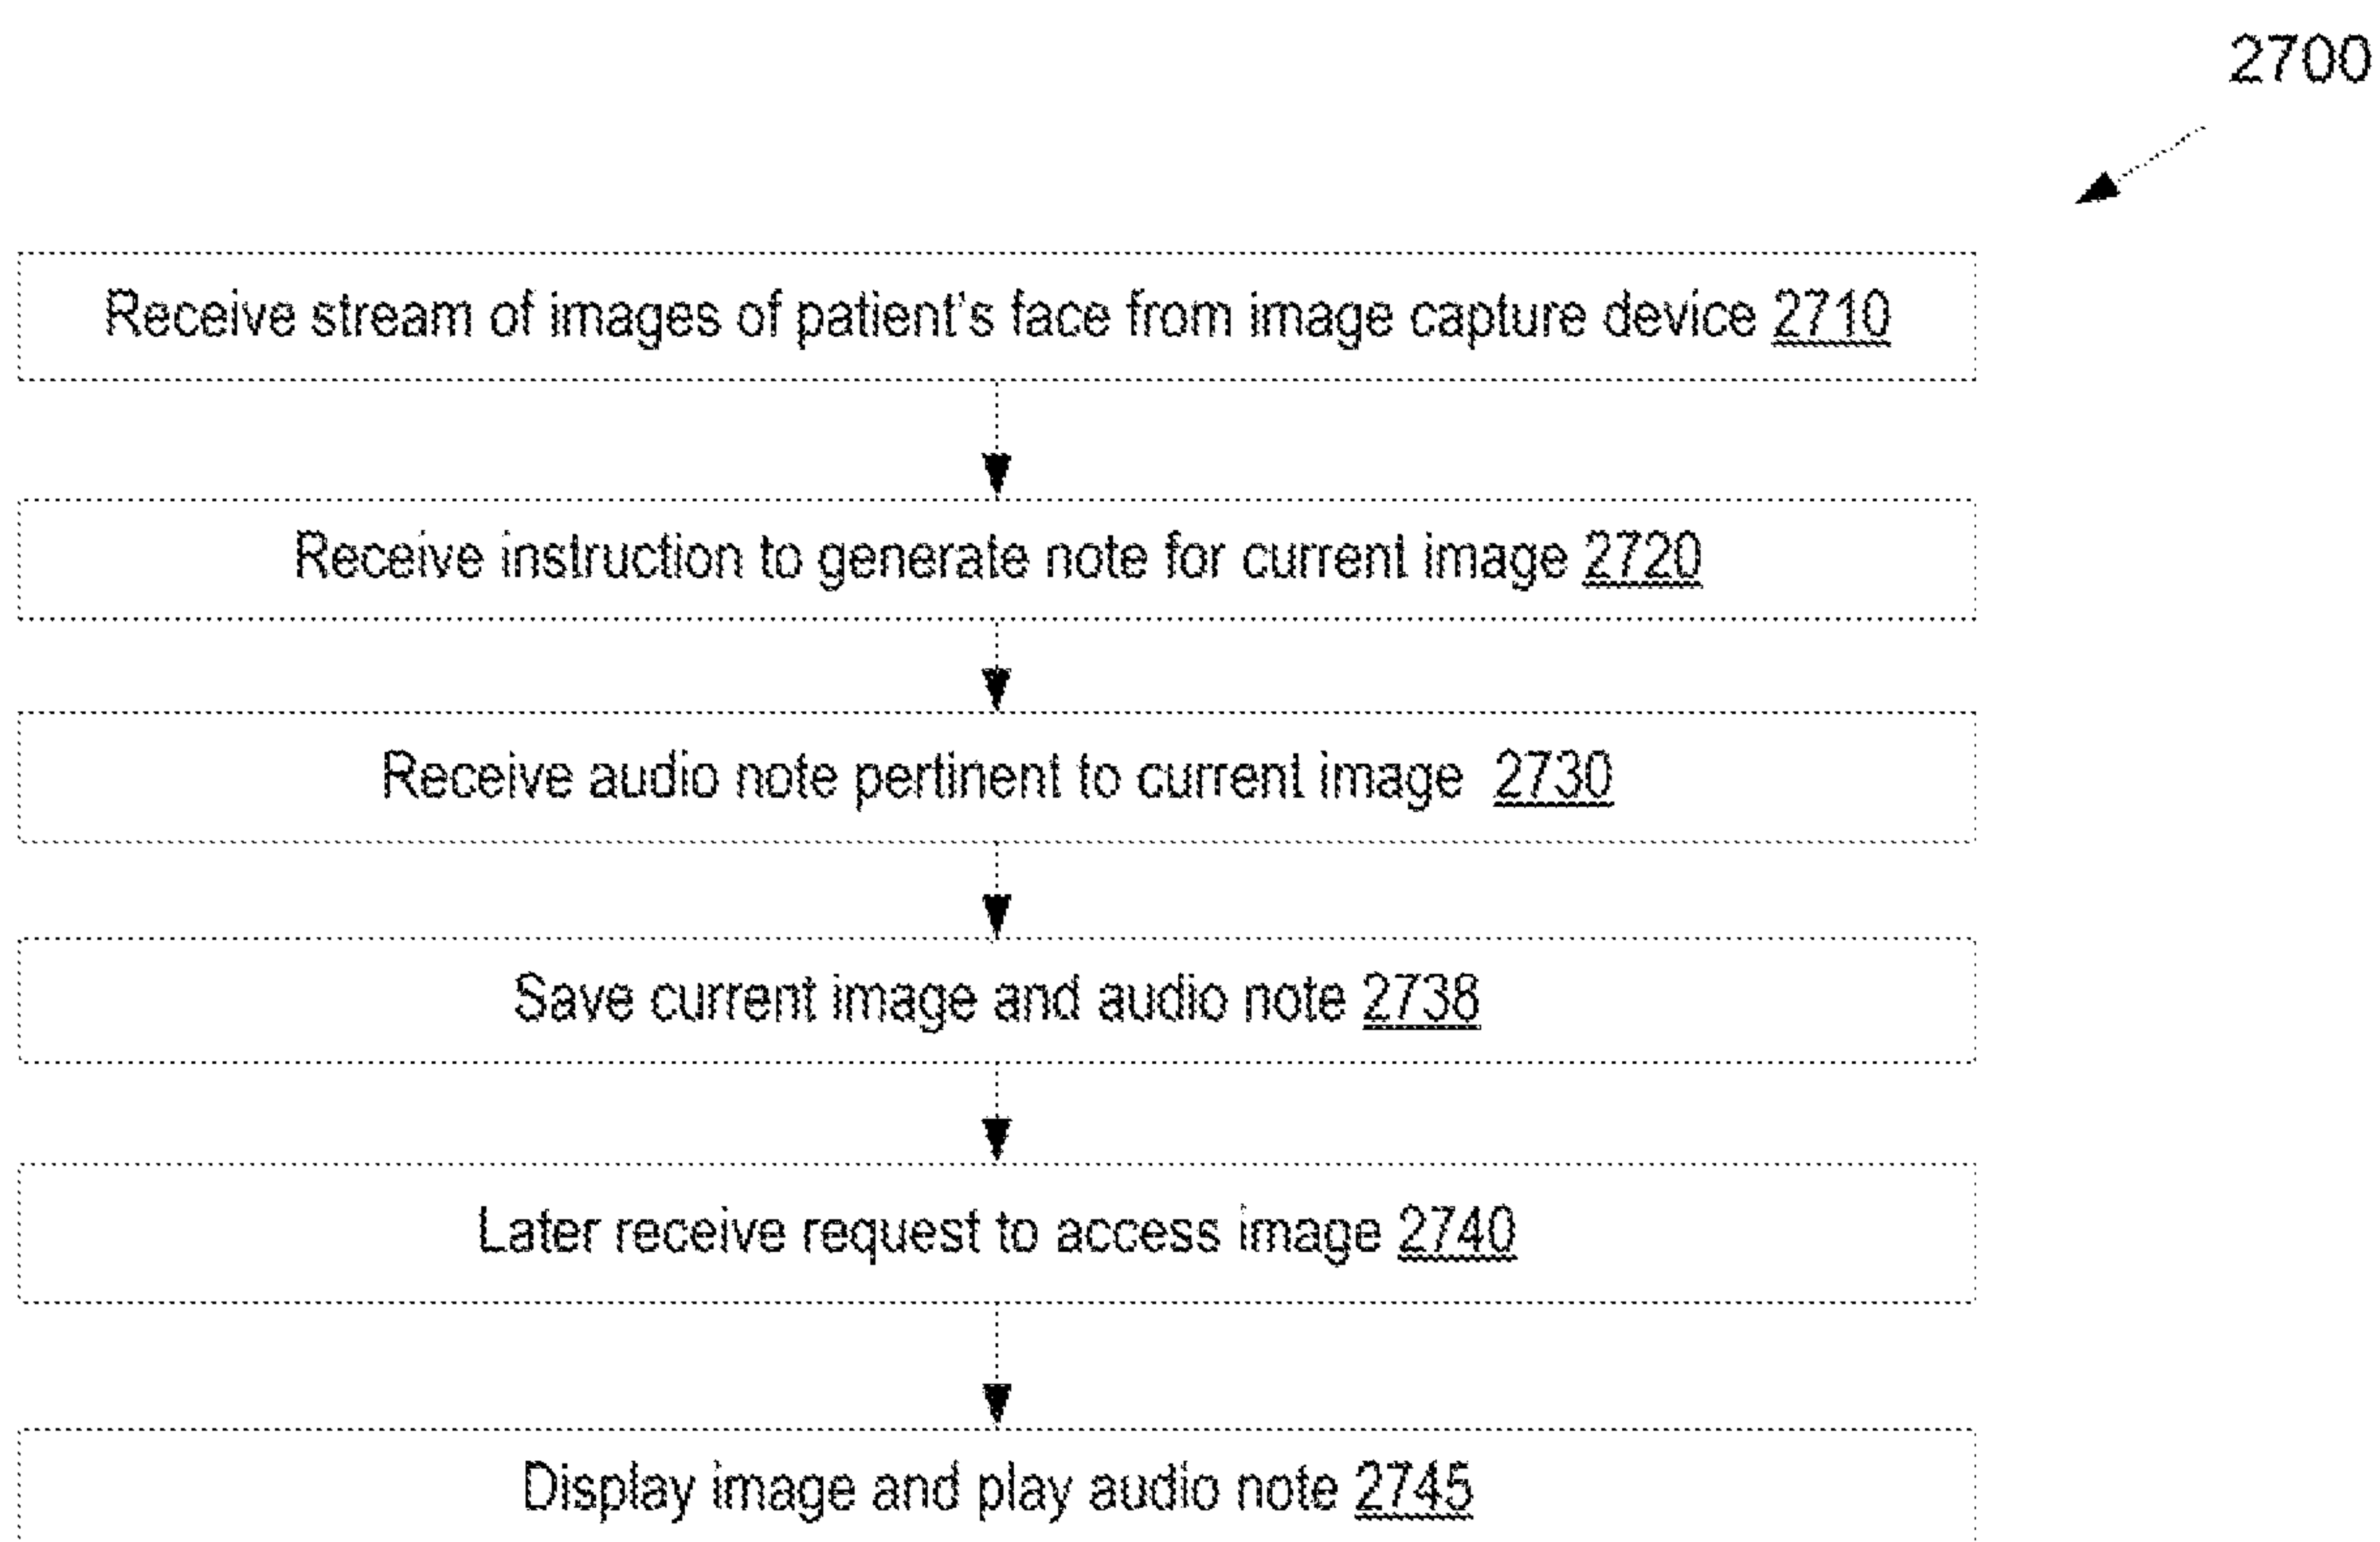 2700
Receive stream of images of patient's face from image capture device 2710
Receive instruction to generate note for current image 2720
Receive audio note pertinent to current image 2730
Save current image and audio note 2738
Later receive request to access image 2740
Display image and play audio note 2745